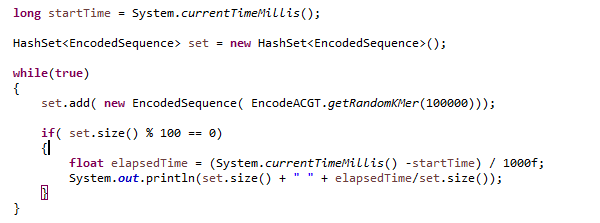 long startTime = System.currentTimeMillis();
HashSet<EncodedSequence> set = new HashSet<EncodedSequence>();
while(true)
{
set.add( new EncodedSequence( EncodeACGT.getRandomKMer(100000)));
if( set.size() % 100 == 0)
{
float elapsedTime = (System.currentTimeMillis() -startTime) / 1000f;
System.out.println(set.size() + " " + elapsedTime/set.size());
}
}